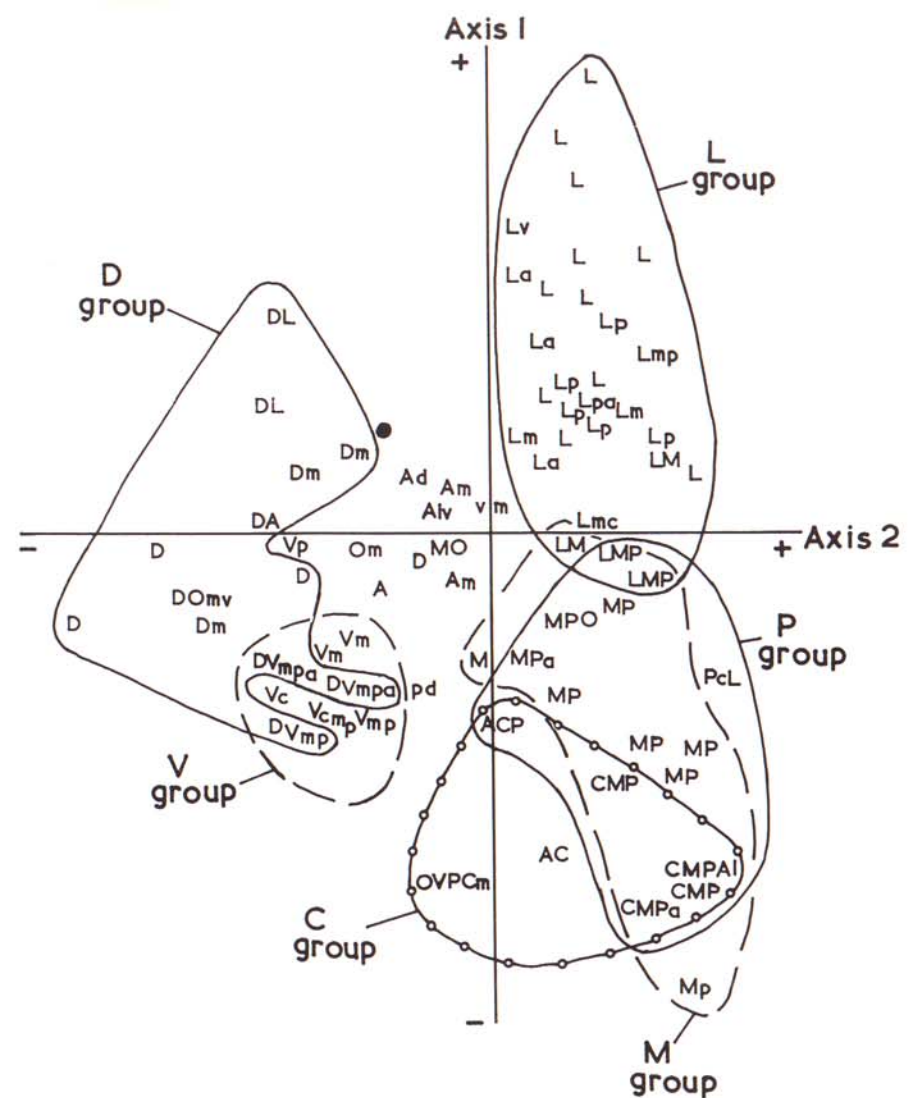 Axis 1
+
L
L
L
L
group
Lv
L
L
La
L
L
D
group
DL
Lp
La
Lmp
Lp
L
L
Lpa
Lm
DL
Lp
Lp
Lm
L
Lp
Dm
La
LM
L
Dm
Ad
Am
Alv
vm
DA
Lmc
-
+ Axis 2
D
Vp
Om
MO
LM
LMP
D
D
Am
LMP
A
DOmv
MP
D
Dm
Vm
MPO
P
group
Vm
M
MPa
DVmpa
DVmpa
pd
PcL
Vc
MP
Vcmp
Vmp
ACP
DVmp
MP
MP
V
group
CMP
MP
AC
CMPAl
OVPCm
CMP
CMPa
C
group
Mp
-
M
group